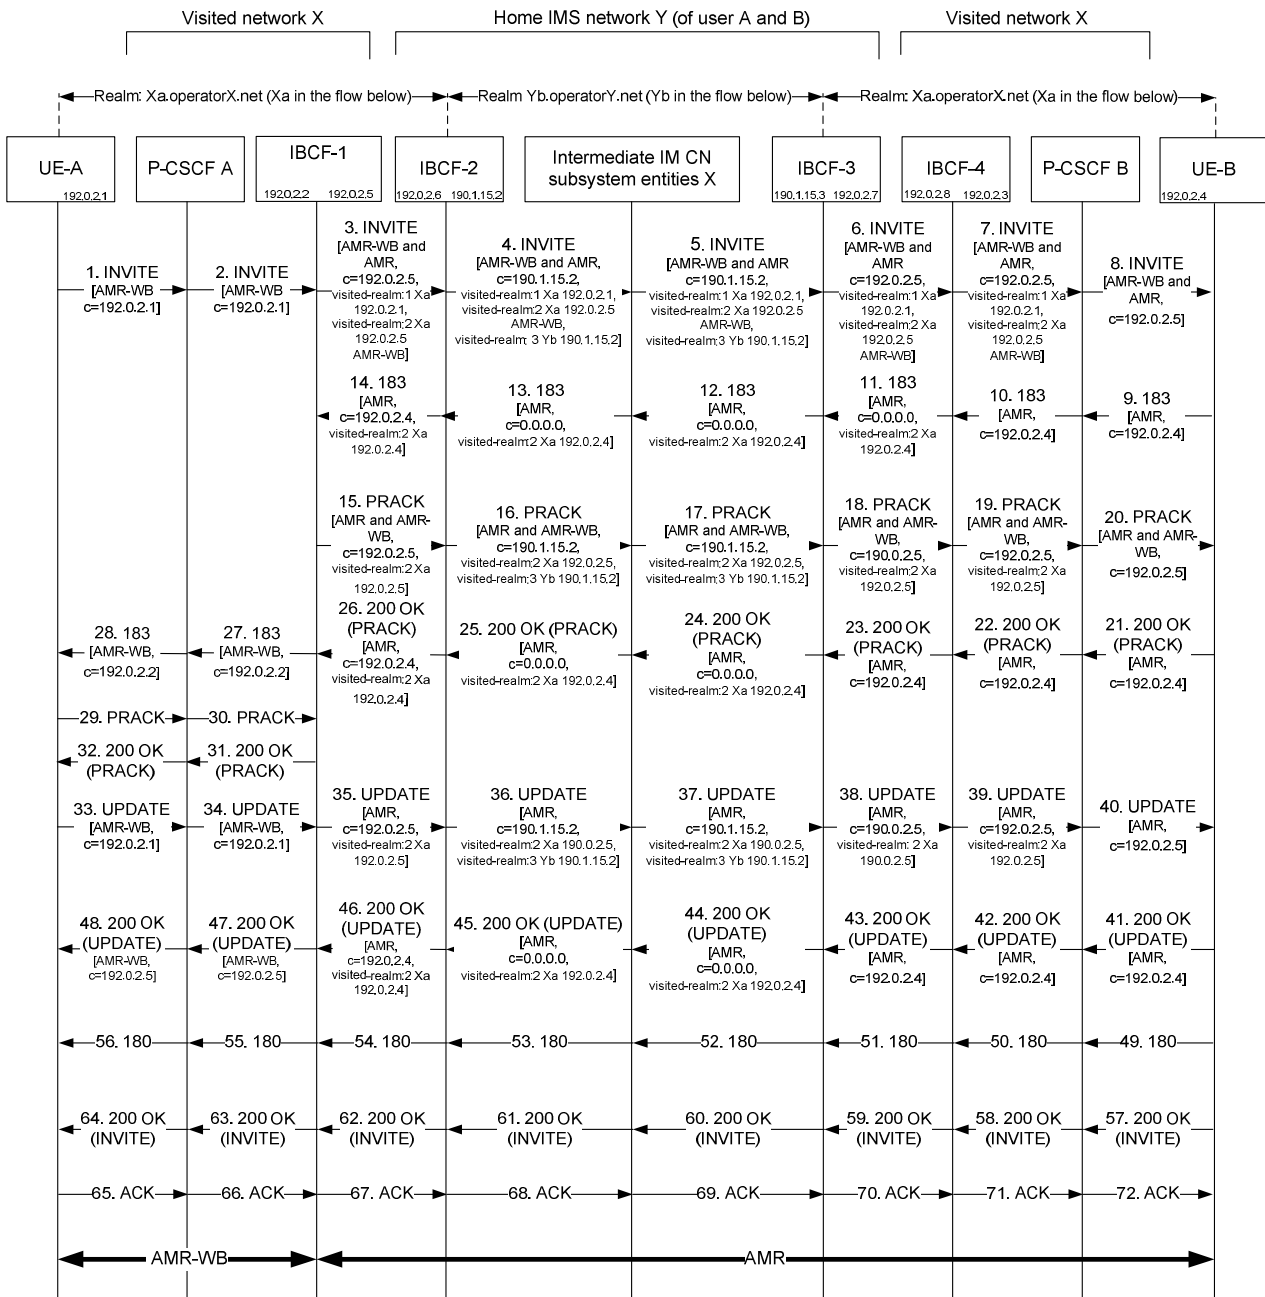 Visited network X
Home IMS network Y (of user A and B)
Visited network X
Realm: Xa.operatorX.net (Xa in the flow below)
Realm Yb.operatorY.net (Yb in the flow below)
Realm: Xa.operatorX.net (Xa in the flow below)
UE-A
192.0.2.1
P-CSCF A
IBCF-1
192.0.2.2
192.0.2.5
IBCF-2
192.0.2.6
190.1.15.2
Intermediate IM CN
subsystem entities X
IBCF-3
190.1.15.3
192.0.2.7
IBCF-4
192.0.2.8
192.0.2.3
P-CSCF B
UE-B
192.0.2.4
1. INVITE
[AMR-WB
c=192.0.2.1]
2. INVITE
[AMR-WB
c=192.0.2.1]
3. INVITE
[AMR-WB and
AMR,
c=192.0.2.5,
visited-realm:1 Xa
192.0.2.1,
visited-realm:2 Xa
192.0.2.5
AMR-WB]
4. INVITE
[AMR-WB and AMR,
c=190.1.15.2,
visited-realm:1 Xa 192.0.2.1,
visited-realm:2 Xa 192.0.2.5
AMR-WB,
visited-realm: 3 Yb 190.1.15.2]
5. INVITE
[AMR-WB and AMR
c=190.1.15.2,
visited-realm:1 Xa 192.0.2.1,
visited-realm:2 Xa 192.0.2.5
AMR-WB,
visited-realm:3 Yb 190.1.15.2]
6. INVITE
[AMR-WB and
AMR
c=192.0.2.5,
visited-realm:1 Xa
192.0.2.1,
visited-realm:2 Xa
192.0.2.5
AMR-WB]
7. INVITE
[AMR-WB and
AMR,
c=192.0.2.5,
visited-realm:1 Xa
192.0.2.1,
visited-realm:2 Xa
192.0.2.5
AMR-WB]
8. INVITE
[AMR-WB and
AMR,
c=192.0.2.5]
14. 183
[AMR,
c=192.0.2.4,
visited-realm:2 Xa
192.0.2.4]
13. 183
[AMR,
c=0.0.0.0,
visited-realm:2 Xa 192.0.2.4]
12. 183
[AMR,
c=0.0.0.0,
visited-realm:2 Xa 192.0.2.4]
11. 183
[AMR,
c=0.0.0.0,
visited-realm:2 Xa
192.0.2.4]
10. 183
[AMR,
c=192.0.2.4]
9. 183
[AMR,
c=192.0.2.4]
15. PRACK
[AMR and AMR-
WB,
c=192.0.2.5,
visited-realm:2 Xa
192.0.2.5]
16. PRACK
[AMR and AMR-WB,
c=190.1.15.2,
visited-realm:2 Xa 192.0.2.5,
visited-realm:3 Yb 190.1.15.2]
17. PRACK
[AMR and AMR-WB,
c=190.1.15.2,
visited-realm:2 Xa 192.0.2.5,
visited-realm:3 Yb 190.1.15.2]
18. PRACK
[AMR and AMR-
WB,
c=190.0.2.5,
visited-realm:2 Xa
192.0.2.5]
19. PRACK
[AMR and AMR-
WB,
c=192.0.2.5,
visited-realm:2 Xa
192.0.2.5]
20. PRACK
[AMR and AMR-
WB,
c=192.0.2.5]
28. 183
[AMR-WB,
c=192.0.2.2]
27. 183
[AMR-WB,
c=192.0.2.2]
26. 200 OK
(PRACK)
[AMR,
c=192.0.2.4,
visited-realm:2 Xa
192.0.2.4]
25. 200 OK (PRACK)
[AMR,
c=0.0.0.0,
visited-realm:2 Xa 192.0.2.4]
24. 200 OK
(PRACK)
[AMR,
c=0.0.0.0,
visited-realm:2 Xa 192.0.2.4]
23. 200 OK
(PRACK)
[AMR,
c=192.0.2.4]
22. 200 OK
(PRACK)
[AMR,
c=192.0.2.4]
21. 200 OK
(PRACK)
[AMR,
c=192.0.2.4]
29. PRACK
30. PRACK
32. 200 OK
(PRACK)
31. 200 OK
(PRACK)
33. UPDATE
[AMR-WB,
c=192.0.2.1]
34. UPDATE
[AMR-WB,
c=192.0.2.1]
35. UPDATE
[AMR,
c=192.0.2.5,
visited-realm:2 Xa
192.0.2.5]
36. UPDATE
[AMR,
c=190.1.15.2,
visited-realm:2 Xa 190.0.2.5,
visited-realm:3 Yb 190.1.15.2]
37. UPDATE
[AMR,
c=190.1.15.2,
visited-realm:2 Xa 190.0.2.5,
visited-realm:3 Yb 190.1.15.2]
38. UPDATE
[AMR,
c=190.0.2.5,
visited-realm: 2 Xa
190.0.2.5]
39. UPDATE
[AMR,
c=192.0.2.5,
visited-realm:2 Xa
192.0.2.5]
40. UPDATE
[AMR,
c=192.0.2.5]
48. 200 OK
(UPDATE)
[AMR-WB,
c=192.0.2.5]
47. 200 OK
(UPDATE)
[AMR-WB,
c=192.0.2.5]
46. 200 OK
(UPDATE)
[AMR,
c=192.0.2.4,
visited-realm:2 Xa
192.0.2.4]
45. 200 OK (UPDATE)
[AMR,
c=0.0.0.0,
visited-realm:2 Xa 192.0.2.4]
44. 200 OK
(UPDATE)
[AMR,
c=0.0.0.0,
visited-realm:2 Xa 192.0.2.4]
43. 200 OK
(UPDATE)
[AMR,
c=192.0.2.4]
42. 200 OK
(UPDATE)
[AMR,
c=192.0.2.4]
41. 200 OK
(UPDATE)
[AMR,
c=192.0.2.4]
56. 180
55. 180
54. 180
53. 180
52. 180
51. 180
50. 180
49. 180
64. 200 OK
(INVITE)
63. 200 OK
(INVITE)
62. 200 OK
(INVITE)
61. 200 OK
(INVITE)
60. 200 OK
(INVITE)
59. 200 OK
(INVITE)
58. 200 OK
(INVITE)
57. 200 OK
(INVITE)
65. ACK
66. ACK
67. ACK
68. ACK
69. ACK
70. ACK
71. ACK
72. ACK
AMR-WB
AMR